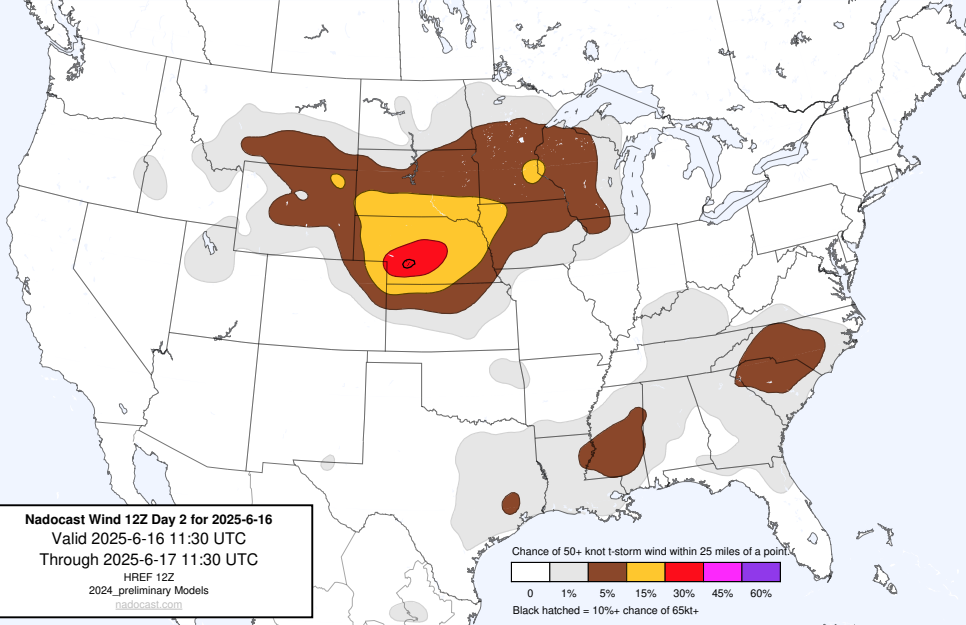 Nadocast Wind 12Z Day 2 for 2025-6-16
Valid 2025-6-16 11:30 UTC
Through 2025-6-17 11:30 UTC
HREF 12Z
2024_preliminary Models
nadocast.com
Chance of 50+ knot t-storm wind within 25 miles of a point.
0 1% 5% 15% 30% 45% 60%
Black hatched = 10%+ chance of 65kt+